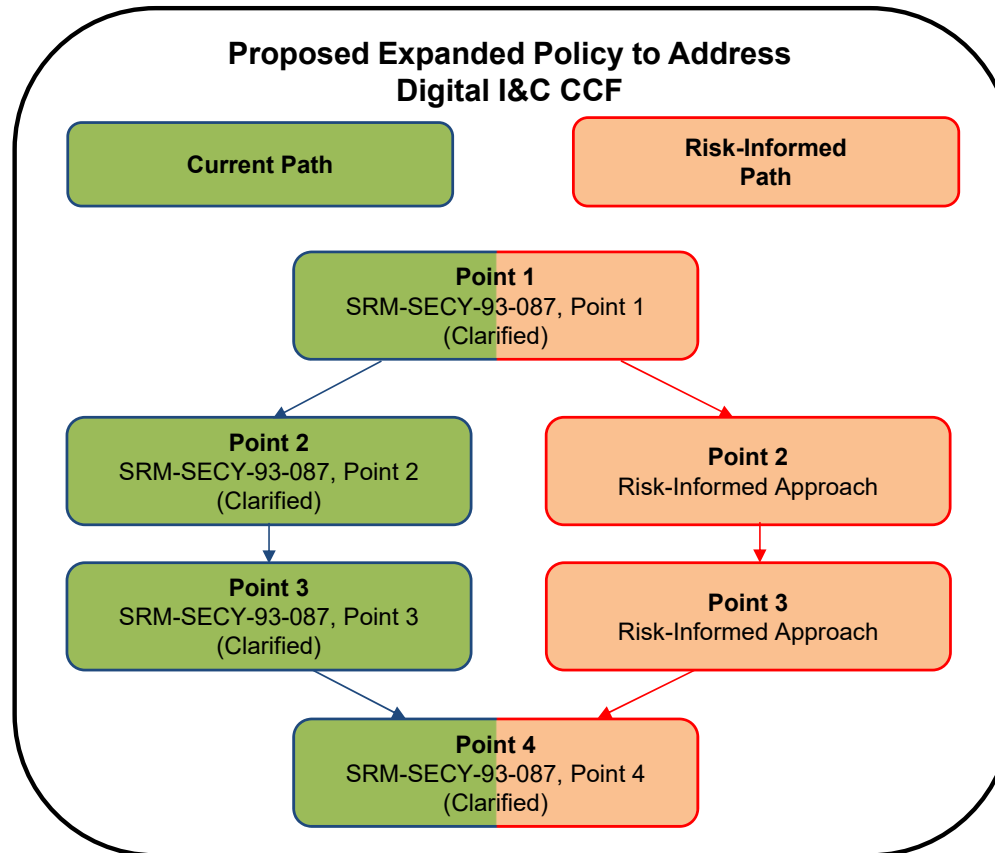 Proposed Expanded Policy to Address
Digital I&C CCF
Current Path
Risk-Informed
Path
Point 1
SRM-SECY-93-087, Point 1
(Clarified)
Point 2
SRM-SECY-93-087, Point 2
(Clarified)
Point 2
Risk-Informed Approach
Point 3
SRM-SECY-93-087, Point 3
(Clarified)
Point 3
Risk-Informed Approach
Point 4
SRM-SECY-93-087, Point 4
(Clarified)